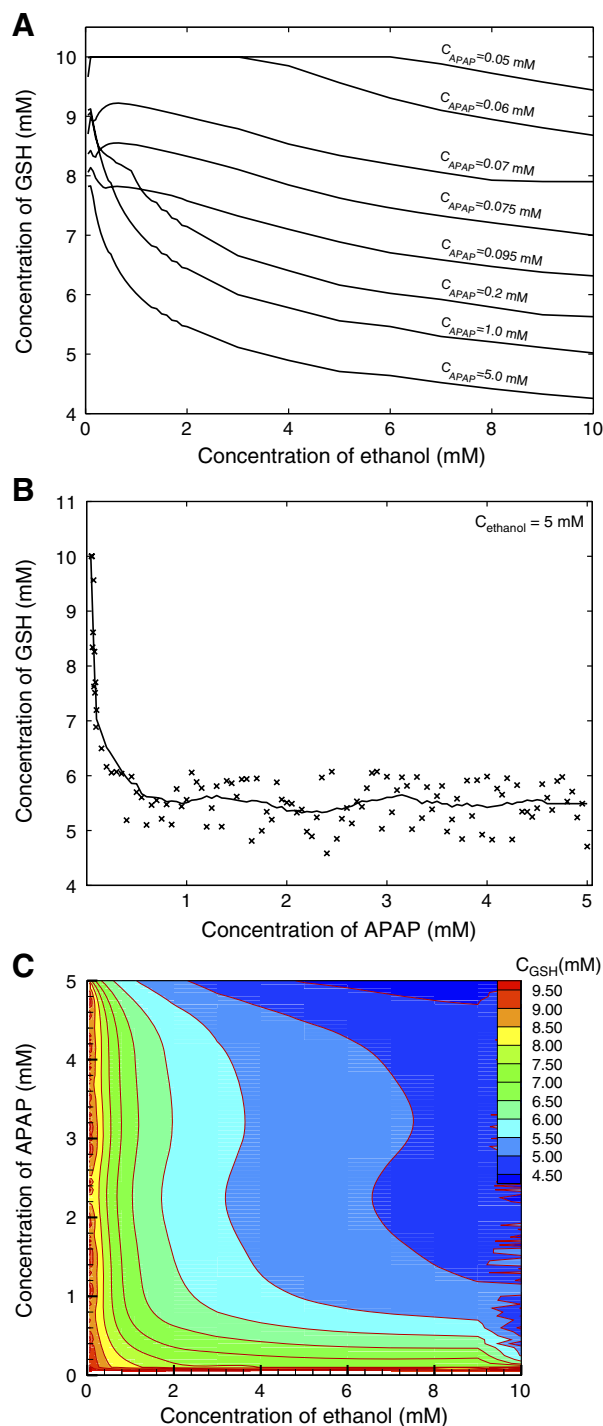 A
Concentration of GSH (mM)
10
9
8
7
6
5
4
C_APAP=0.05 mM
C_APAP=0.06 mM
C_APAP=0.07 mM
C_APAP=0.075 mM
C_APAP=0.095 mM
C_APAP=0.2 mM
C_APAP=1.0 mM
C_APAP=5.0 mM
0 2 4 6 8 10
Concentration of ethanol (mM)
B
Concentration of GSH (mM)
11
10
9
8
7
6
5
4
C_ethanol = 5 mM
1 2 3 4 5
Concentration of APAP (mM)
C
Concentration of APAP (mM)
5
4
3
2
1
0
C_GSH(mM)
9.50
9.00
8.50
8.00
7.50
7.00
6.50
6.00
5.50
5.00
4.50
0 2 4 6 8 10
Concentration of ethanol (mM)